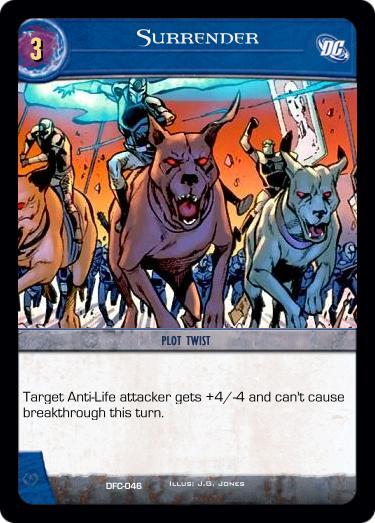 3
Surrender
DC
PLOT TWIST
Target Anti-Life attacker gets +4/-4 and can't cause
breakthrough this turn.
DFC-046
Illus: J.G. Jones